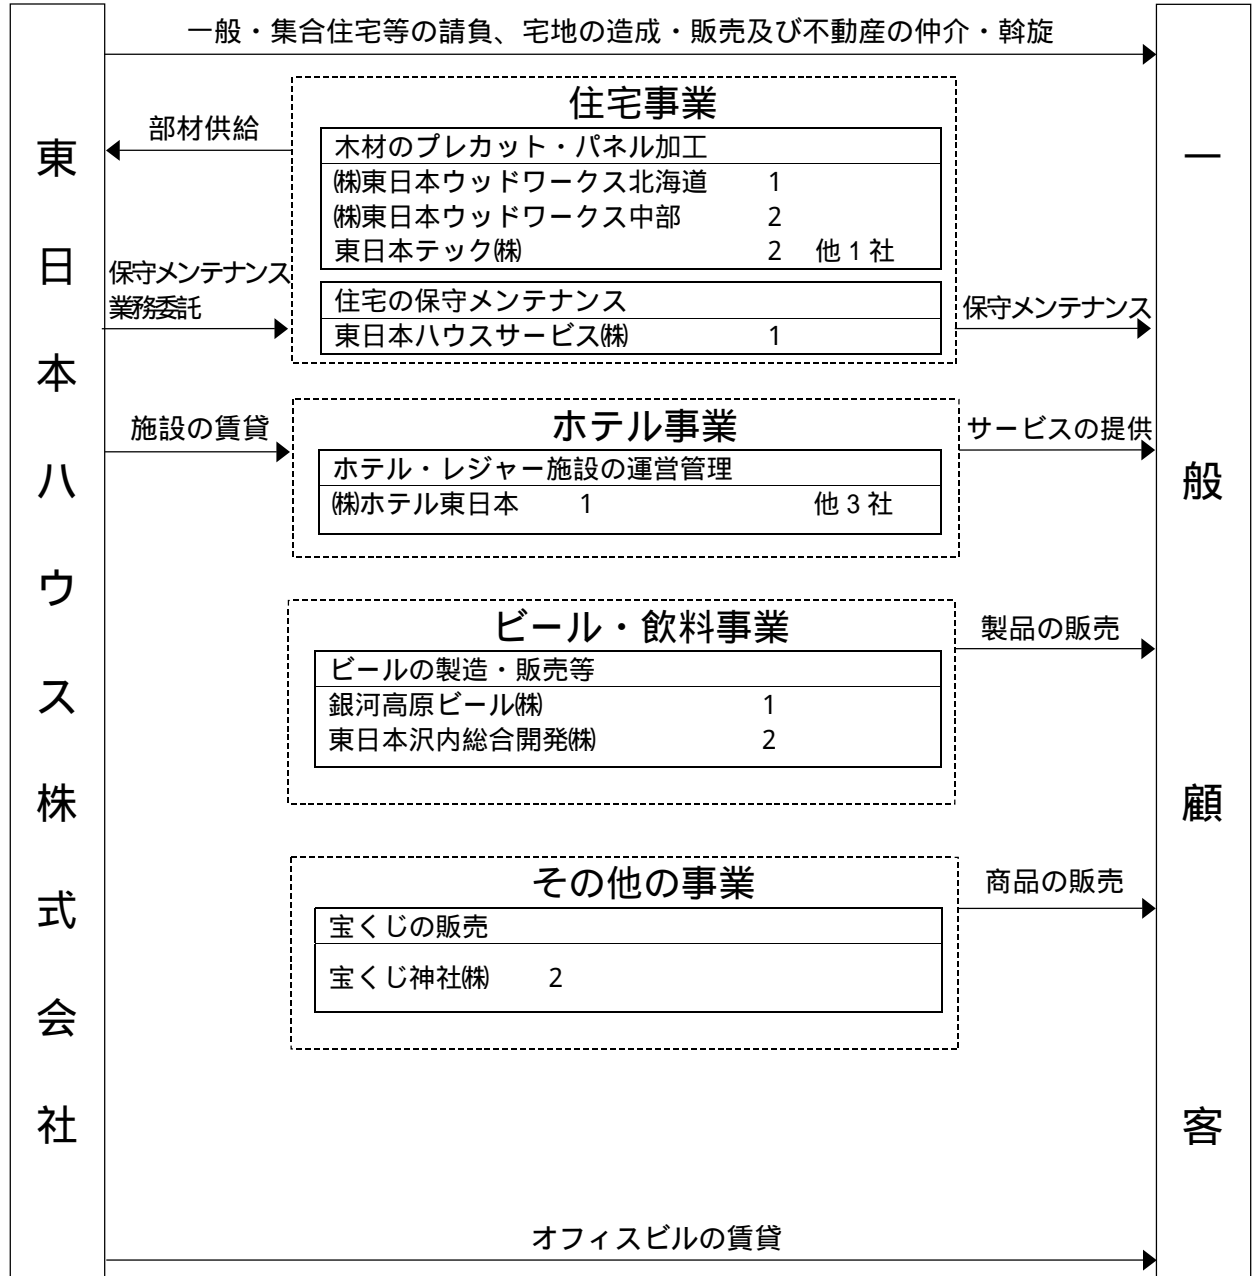 一般・集合住宅等の請負、宅地の造成・販売及び不動産の仲介・斡旋
東日本ハウス株式会社
部材供給
住宅事業
木材のプレカット・パネル加工
㈱東日本ウッドワークス北海道 1
㈱東日本ウッドワークス中部 2
東日本テック㈱ 2 他1社
保守メンテナンス
業務委託
住宅の保守メンテナンス
東日本ハウスサービス㈱ 1
保守メンテナンス
施設の賃貸
ホテル事業
ホテル・レジャー施設の運営管理
㈱ホテル東日本 1 他3社
サービスの提供
ビール・飲料事業
ビールの製造・販売等
銀河高原ビール㈱ 1
東日本沢内総合開発㈱ 2
製品の販売
その他の事業
宝くじの販売
宝くじ神社㈱ 2
商品の販売
オフィスビルの賃貸
一般顧客